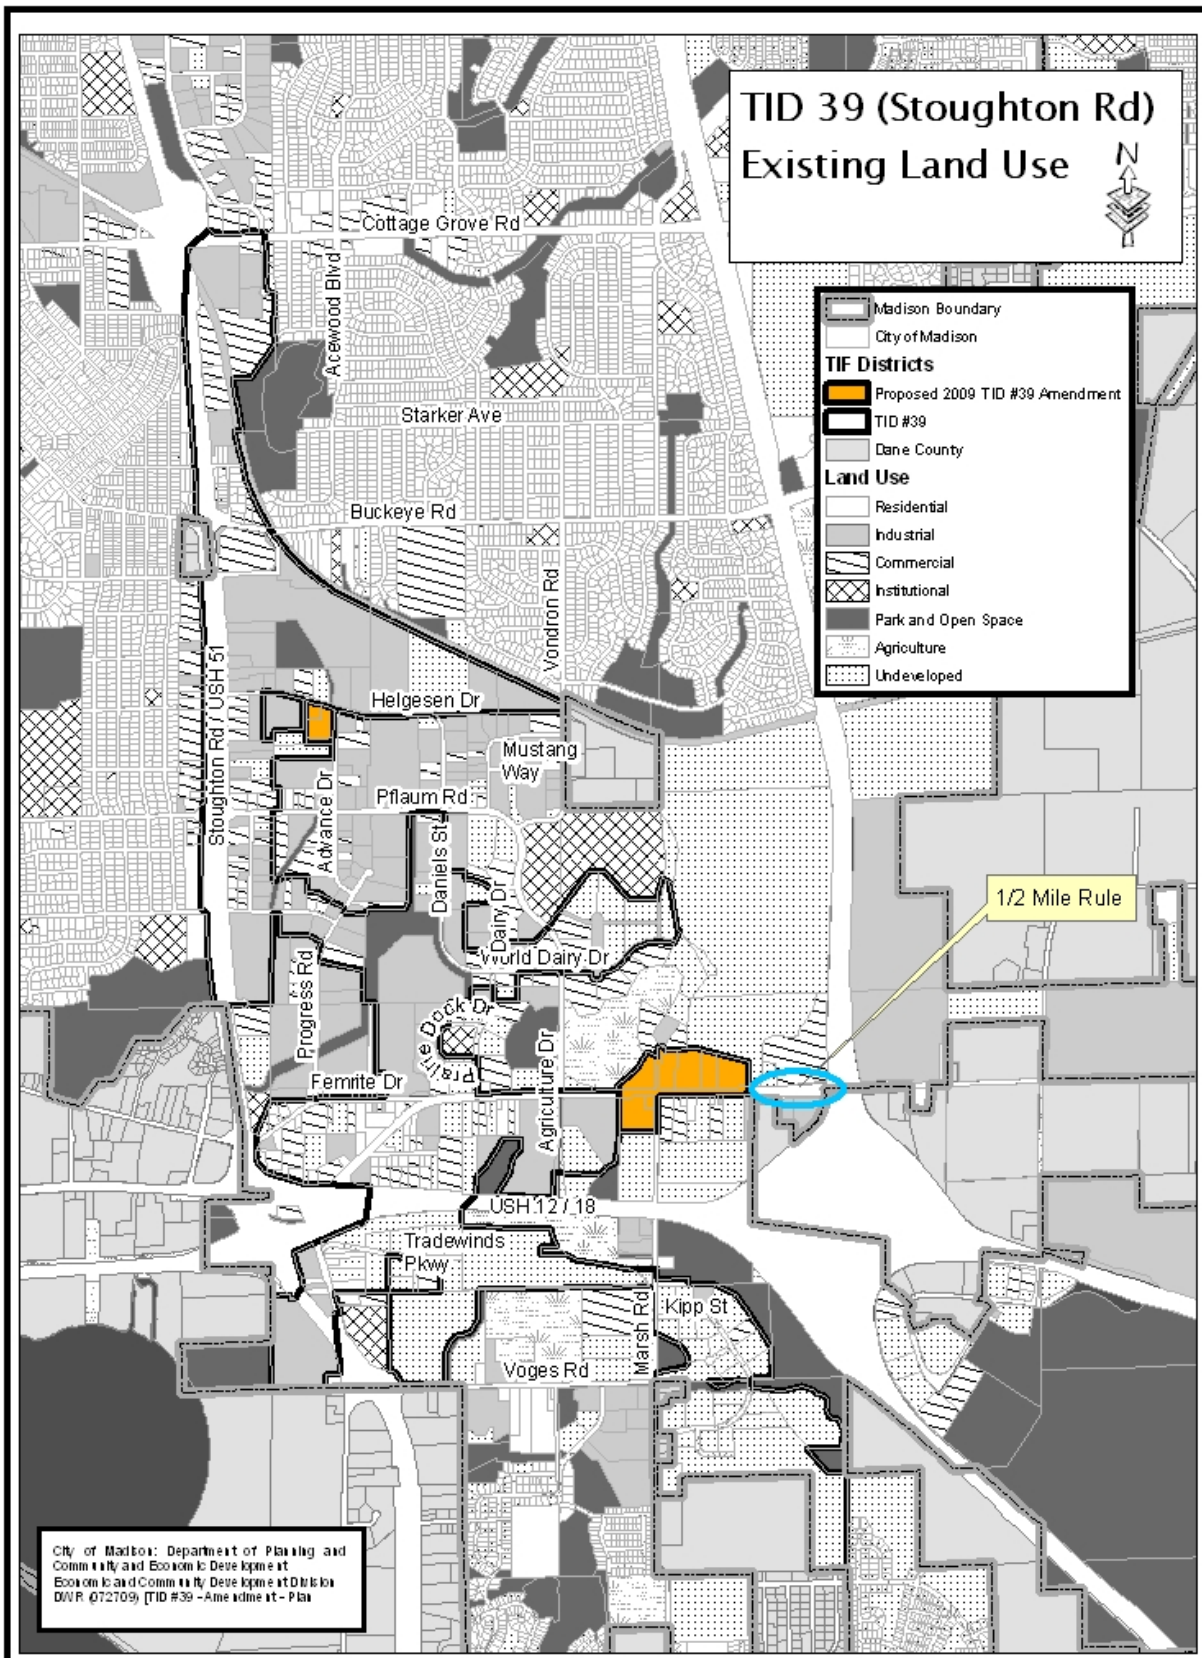 TID 39 (Stoughton Rd)
Existing Land Use
N
Madison Boundary
City of Madison
TIF Districts
Proposed 2009 TID #39 Amendment
TID #39
Dane County
Land Use
Residential
Industrial
Commercial
Institutional
Park and Open Space
Agriculture
Undeveloped
Cottage Grove Rd
Acewood Blvd
Starker Ave
Buckeye Rd
Vondron Rd
Stoughton Rd / USH 51
Helgesen Dr
Mustang
Way
Pflaum Rd
Advance Dr
Daniels St
Dairy Dr
1/2 Mile Rule
World Dairy Dr
Progress Rd
Prairie Dock Dr
Agriculture Dr
Femrite Dr
USH 12 / 18
Tradewinds
Pkwy
Kipp St
Marsh Rd
Voges Rd
City of Madison: Department of Planning and
Community and Economic Development
Economic and Community Development Division
DWR (072709) [TID #39 - Amendment - Plan